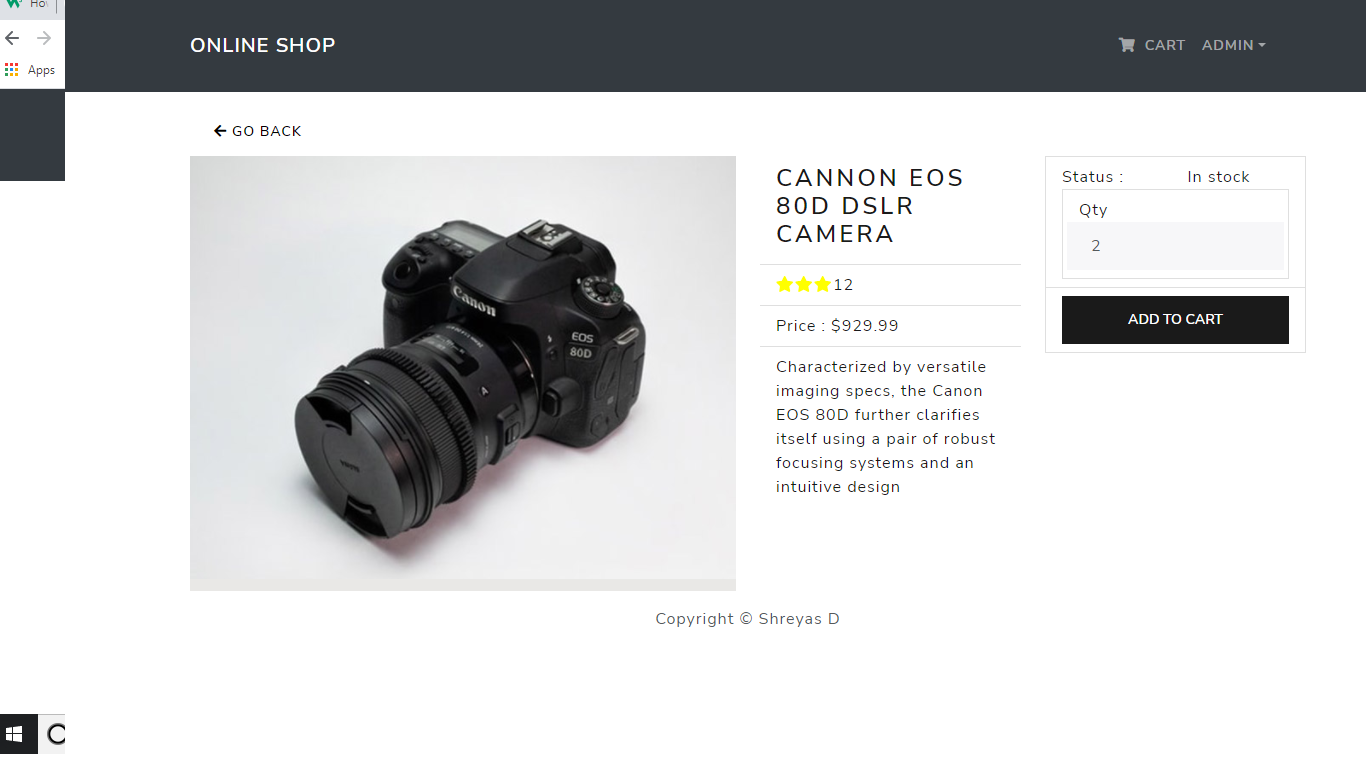 Ho
Apps
ONLINE SHOP
CART
ADMIN
GO BACK
Canon
EOS
80D
A
CANNON EOS
80D DSLR
CAMERA
12
Price : $929.99
Characterized by versatile
imaging specs, the Canon
EOS 80D further clarifies
itself using a pair of robust
focusing systems and an
intuitive design
Status : In stock
Qty
2
ADD TO CART
Copyright © Shreyas D